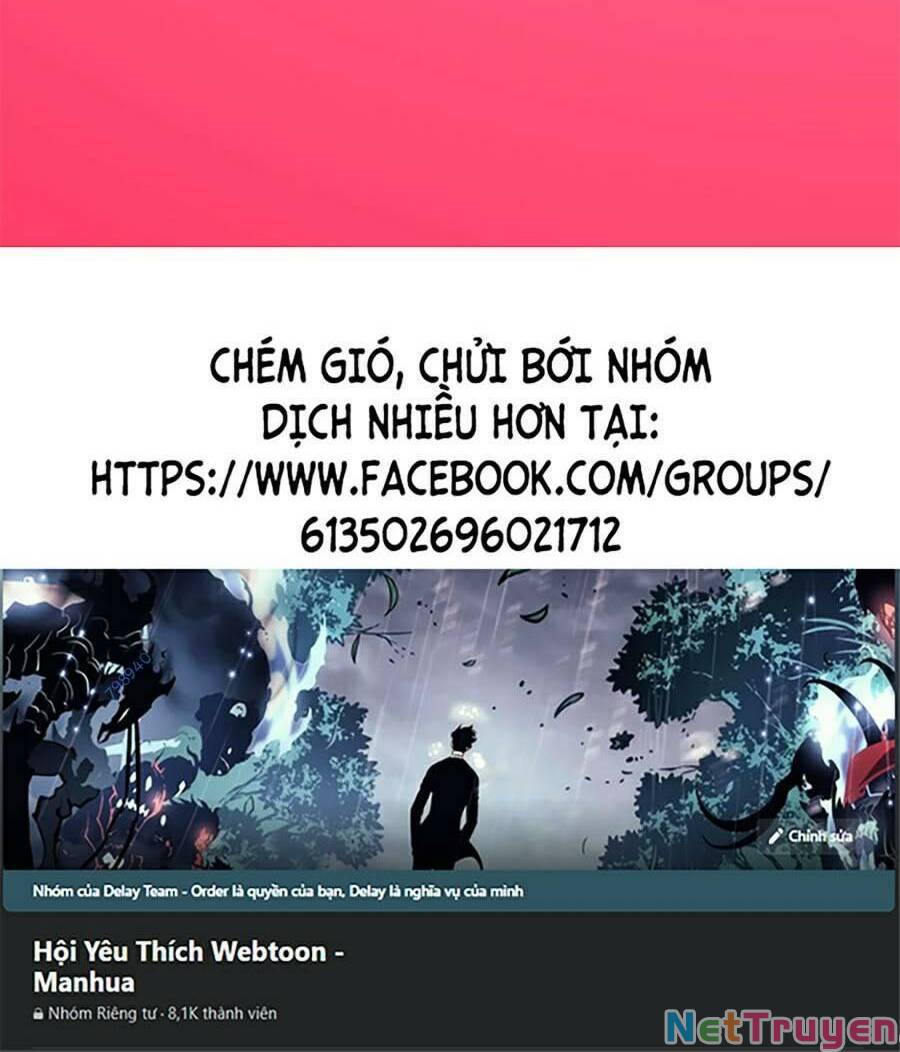 CHÉM GIÓ, CHỬI BỚI NHÓM
DỊCH NHIỀU HƠN TẠI:
HTTPS://WWW.FACEBOOK.COM/GROUPS/
613502696021712
798940
Chỉnh sửa
Nhóm của Delay Team - Order là quyền của bạn, Delay là nghĩa vụ của mình
Hội Yêu Thích Webtoon -
Manhua
Nhóm Riêng tư · 8,1K thành viên
NetTruyen